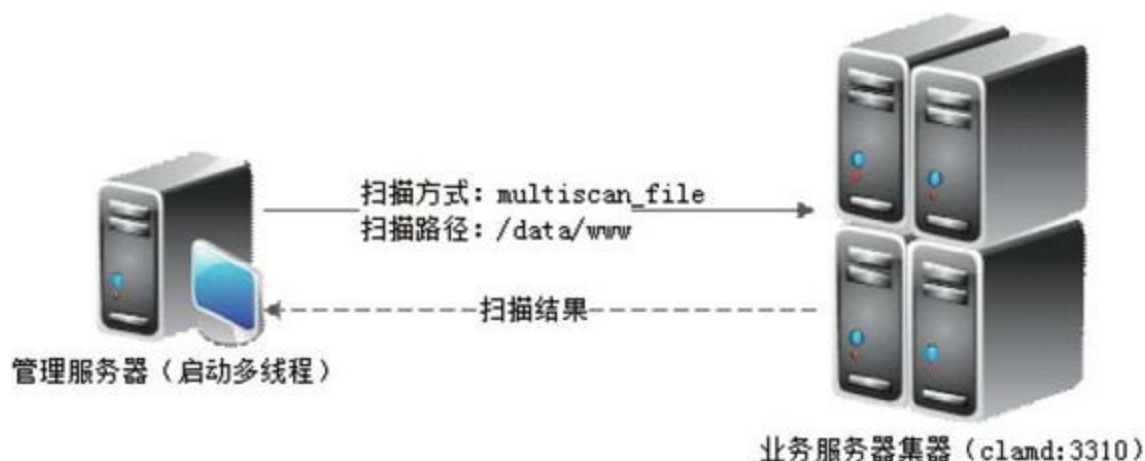 扫描方式：multiscan_file
扫描路径：/data/www
扫描结果
管理服务器（启动多线程）
业务服务器集器（clamd:3310）